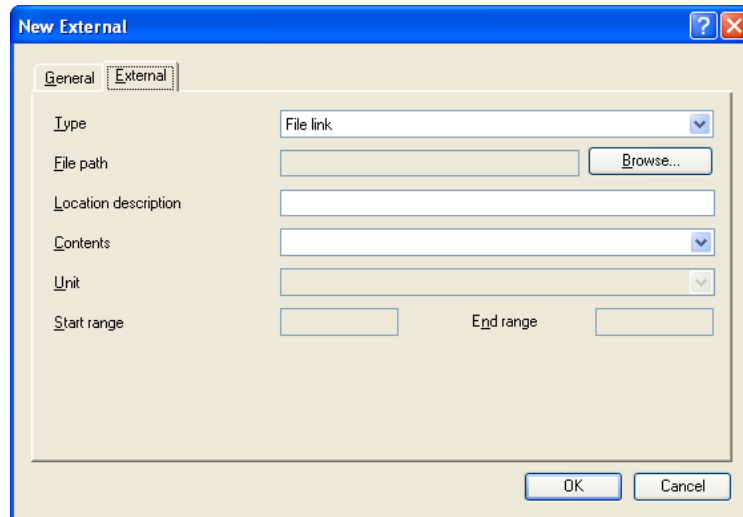 New External
General External
Type File link
File path Browse...
Location description
Contents
Unit
Start range End range
OK Cancel